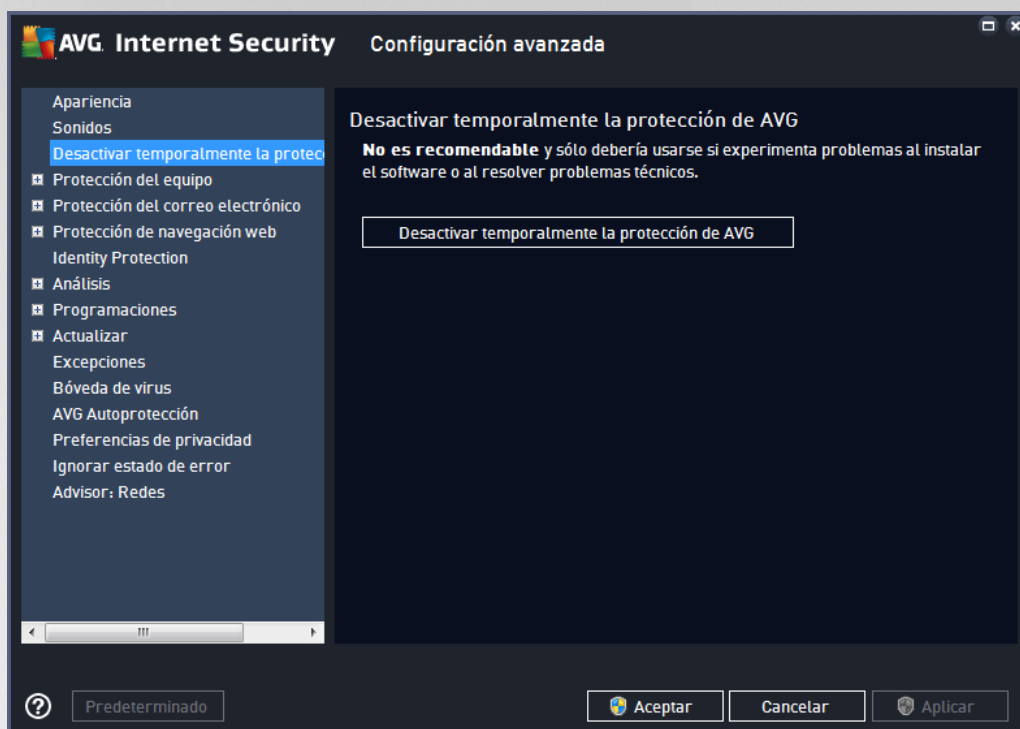 AVG. Internet Security
Configuración avanzada
Apariencia
Sonidos
Desactivar temporalmente la protec
Protección del equipo
Protección del correo electrónico
Protección de navegación web
Identity Protection
Análisis
Programaciones
Actualizar
Excepciones
Bóveda de virus
AVG Autoprotección
Preferencias de privacidad
Ignorar estado de error
Advisor: Redes
Desactivar temporalmente la protección de AVG
No es recomendable y sólo debería usarse si experimenta problemas al instalar
el software o al resolver problemas técnicos.
Desactivar temporalmente la protección de AVG
Predeterminado
Aceptar
Cancelar
Aplicar